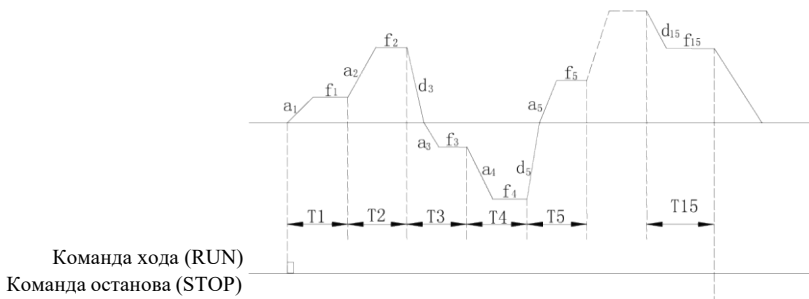 d₁₅ f₁₅
f₂
a₂ f₅
f₁ d₃ a₅
a₁
a₃ f₃
a₄ d₅
f₄
T1 T2 T3 T4 T5 T15
Команда хода (RUN)
Команда останова (STOP)